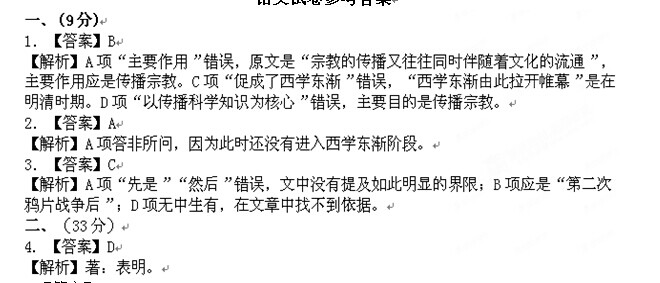 语文试卷参考答案
一、(9分)
1. 【答案】B
【解析】A项“主要作用”错误，原文是“宗教的传播又往往同时伴随着文化的流通”，
主要作用应是传播宗教。C项“促成了西学东渐”错误，“西学东渐由此拉开帷幕”是在
明清时期。D项“以传播科学知识为核心”错误，主要目的是传播宗教。
2. 【答案】A
【解析】A项答非所问，因为此时还没有进入西学东渐阶段。
3. 【答案】C
【解析】A项“先是”“然后”错误，文中没有提及如此明显的界限；B项应是“第二次
鸦片战争后”；D项无中生有，在文章中找不到依据。
二、（33分）
4. 【答案】D
【解析】著：表明。